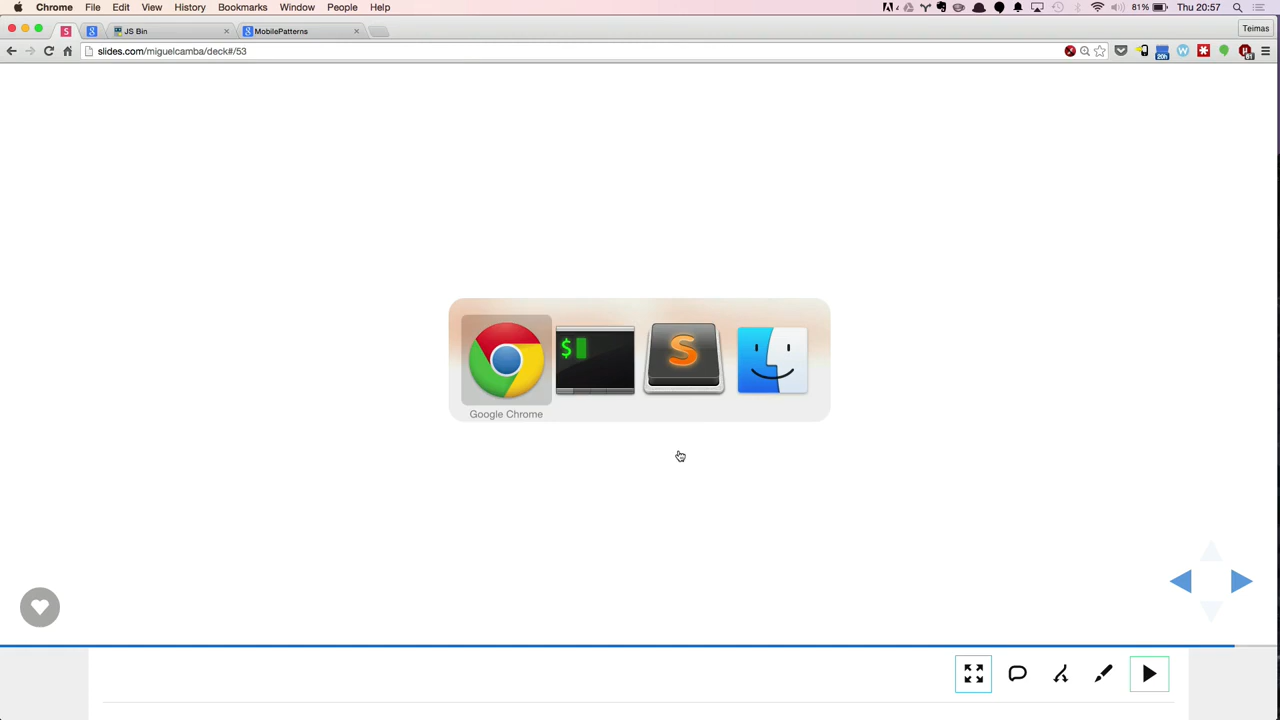 Chrome File Edit View History Bookmarks Window People Help 4 81% Thu 20:57
JS Bin MobilePatterns Teimas
slides.com/miguelcamba/deck#/53
$
Google Chrome